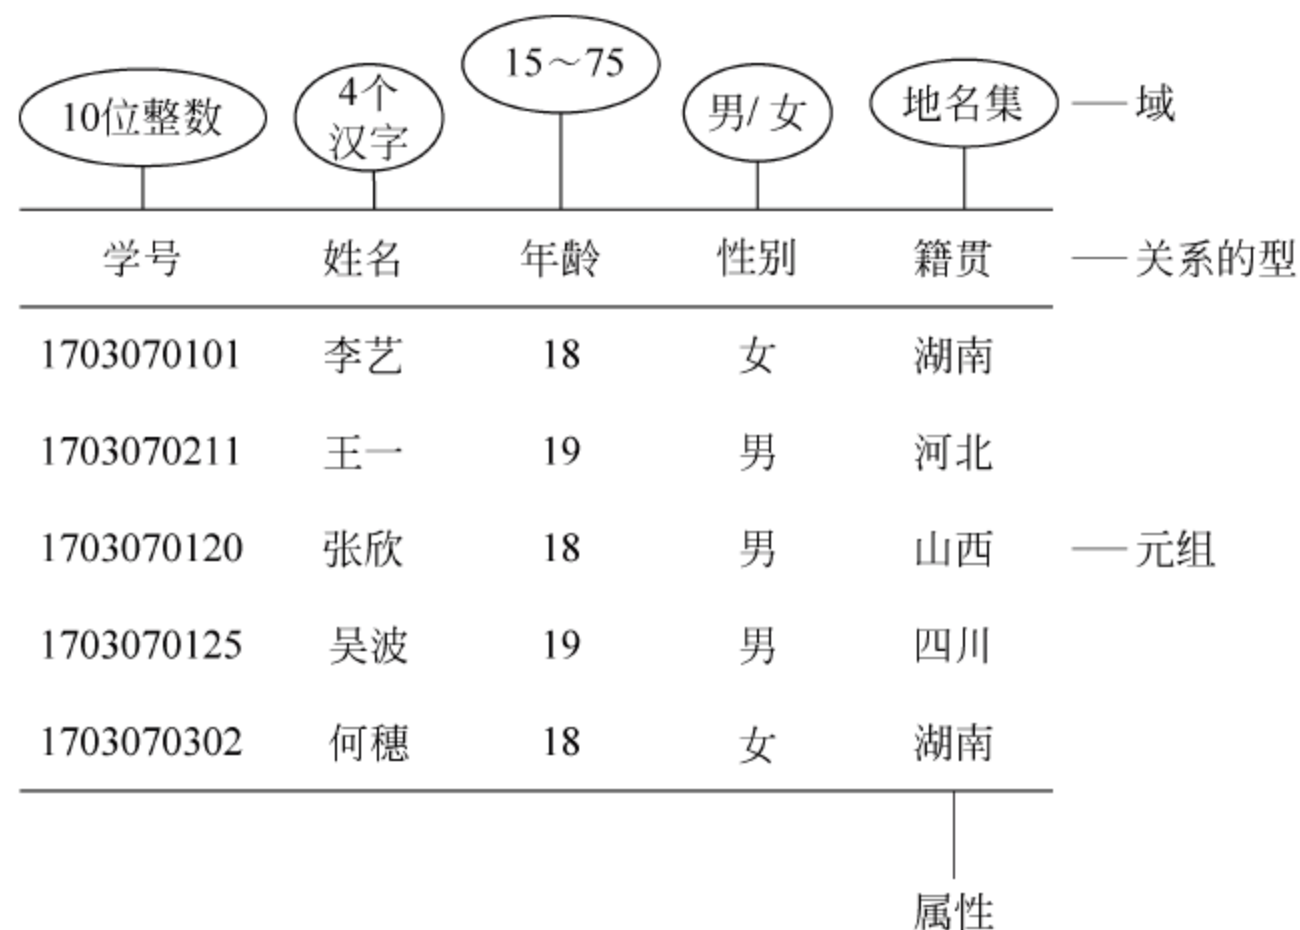 10位整数 4个汉字 15～75 男/女 地名集 域
学号 姓名 年龄 性别 籍贯 关系的型
1703070101 李艺 18 女 湖南
1703070211 王一 19 男 河北
1703070120 张欣 18 男 山西 元组
1703070125 吴波 19 男 四川
1703070302 何穗 18 女 湖南
属性